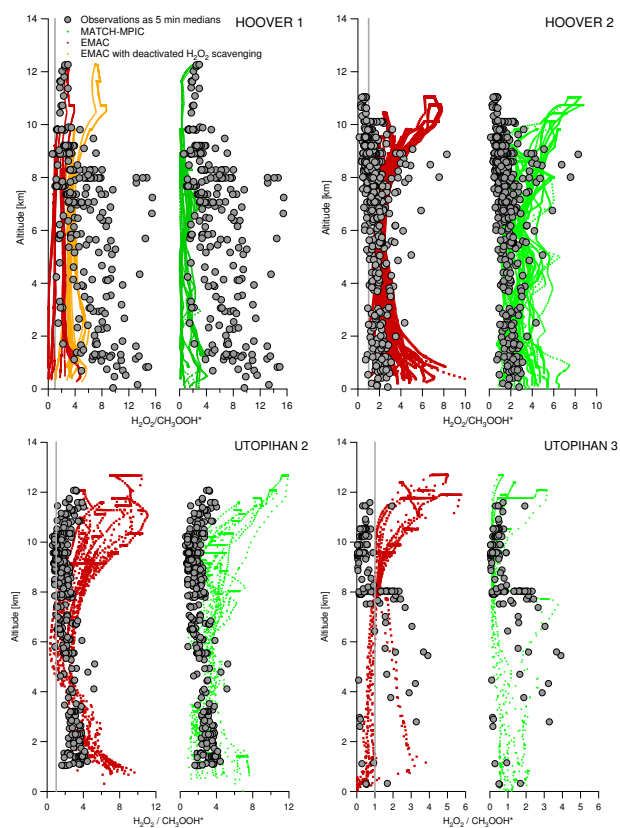 HOOVER 1
Observations as 5 min medians
MATCH-MPIC
EMAC
EMAC with deactivated H₂O₂ scavenging
14
12
10
8
6
4
2
0
Altitude [km]
0 4 8 12 16
0 4 8 12 16
H₂O₂/CH₃OOH*
HOOVER 2
14
12
10
8
6
4
2
0
Altitude [km]
0 2 4 6 8 10
0 2 4 6 8 10
H₂O₂/CH₃OOH*
UTOPIHAN 2
14
12
10
8
6
4
2
0
Altitude [km]
0 4 8 12
0 4 8 12
H₂O₂ / CH₃OOH*
UTOPIHAN 3
14
12
10
8
6
4
2
0
Altitude [km]
0 1 2 3 4 5 6
0 1 2 3 4 5 6
H₂O₂ / CH₃OOH*